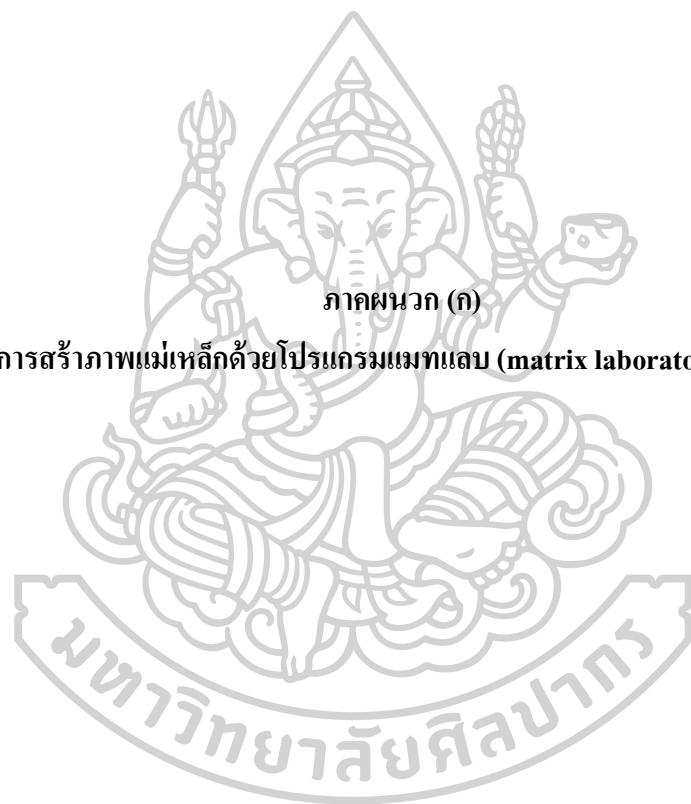 ภาคผนวก (ก)
การสร้าภาพแม่เหล็กด้วยโปรแกรมแมทแลบ (matrix laborato
มหาวิทยาลัยศิลปากร